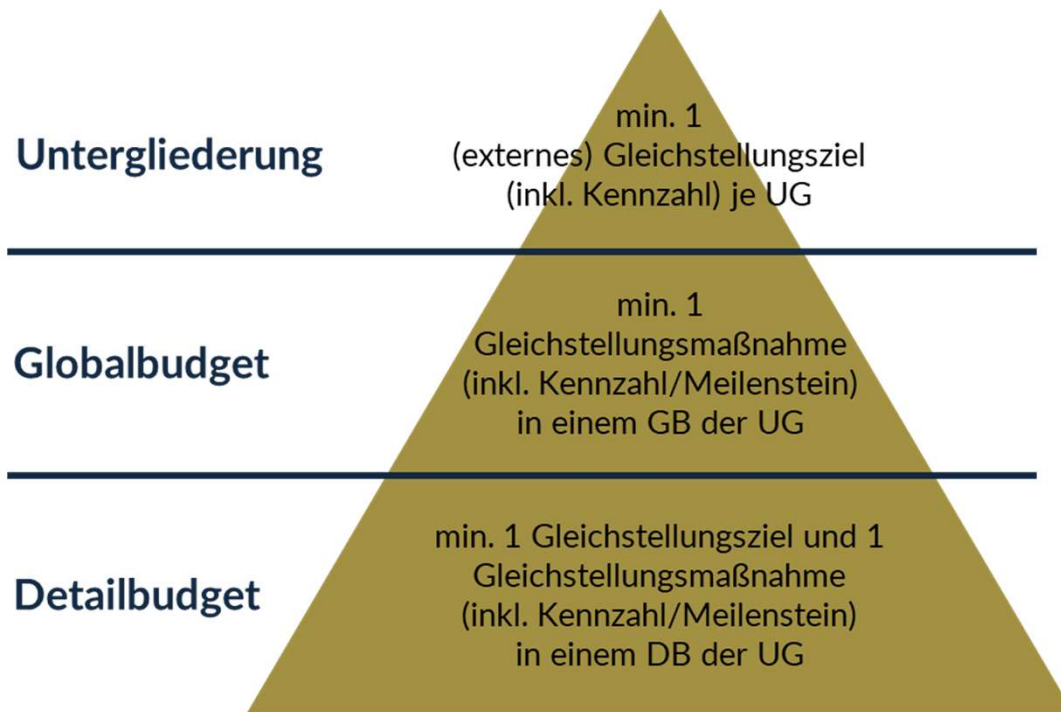 Untergliederung
min. 1
(externes) Gleichstellungsziel
(inkl. Kennzahl) je UG
Globalbudget
min. 1
Gleichstellungsmaßnahme
(inkl. Kennzahl/Meilenstein)
in einem GB der UG
Detailbudget
min. 1 Gleichstellungsziel und 1
Gleichstellungsmaßnahme
(inkl. Kennzahl/Meilenstein)
in einem DB der UG